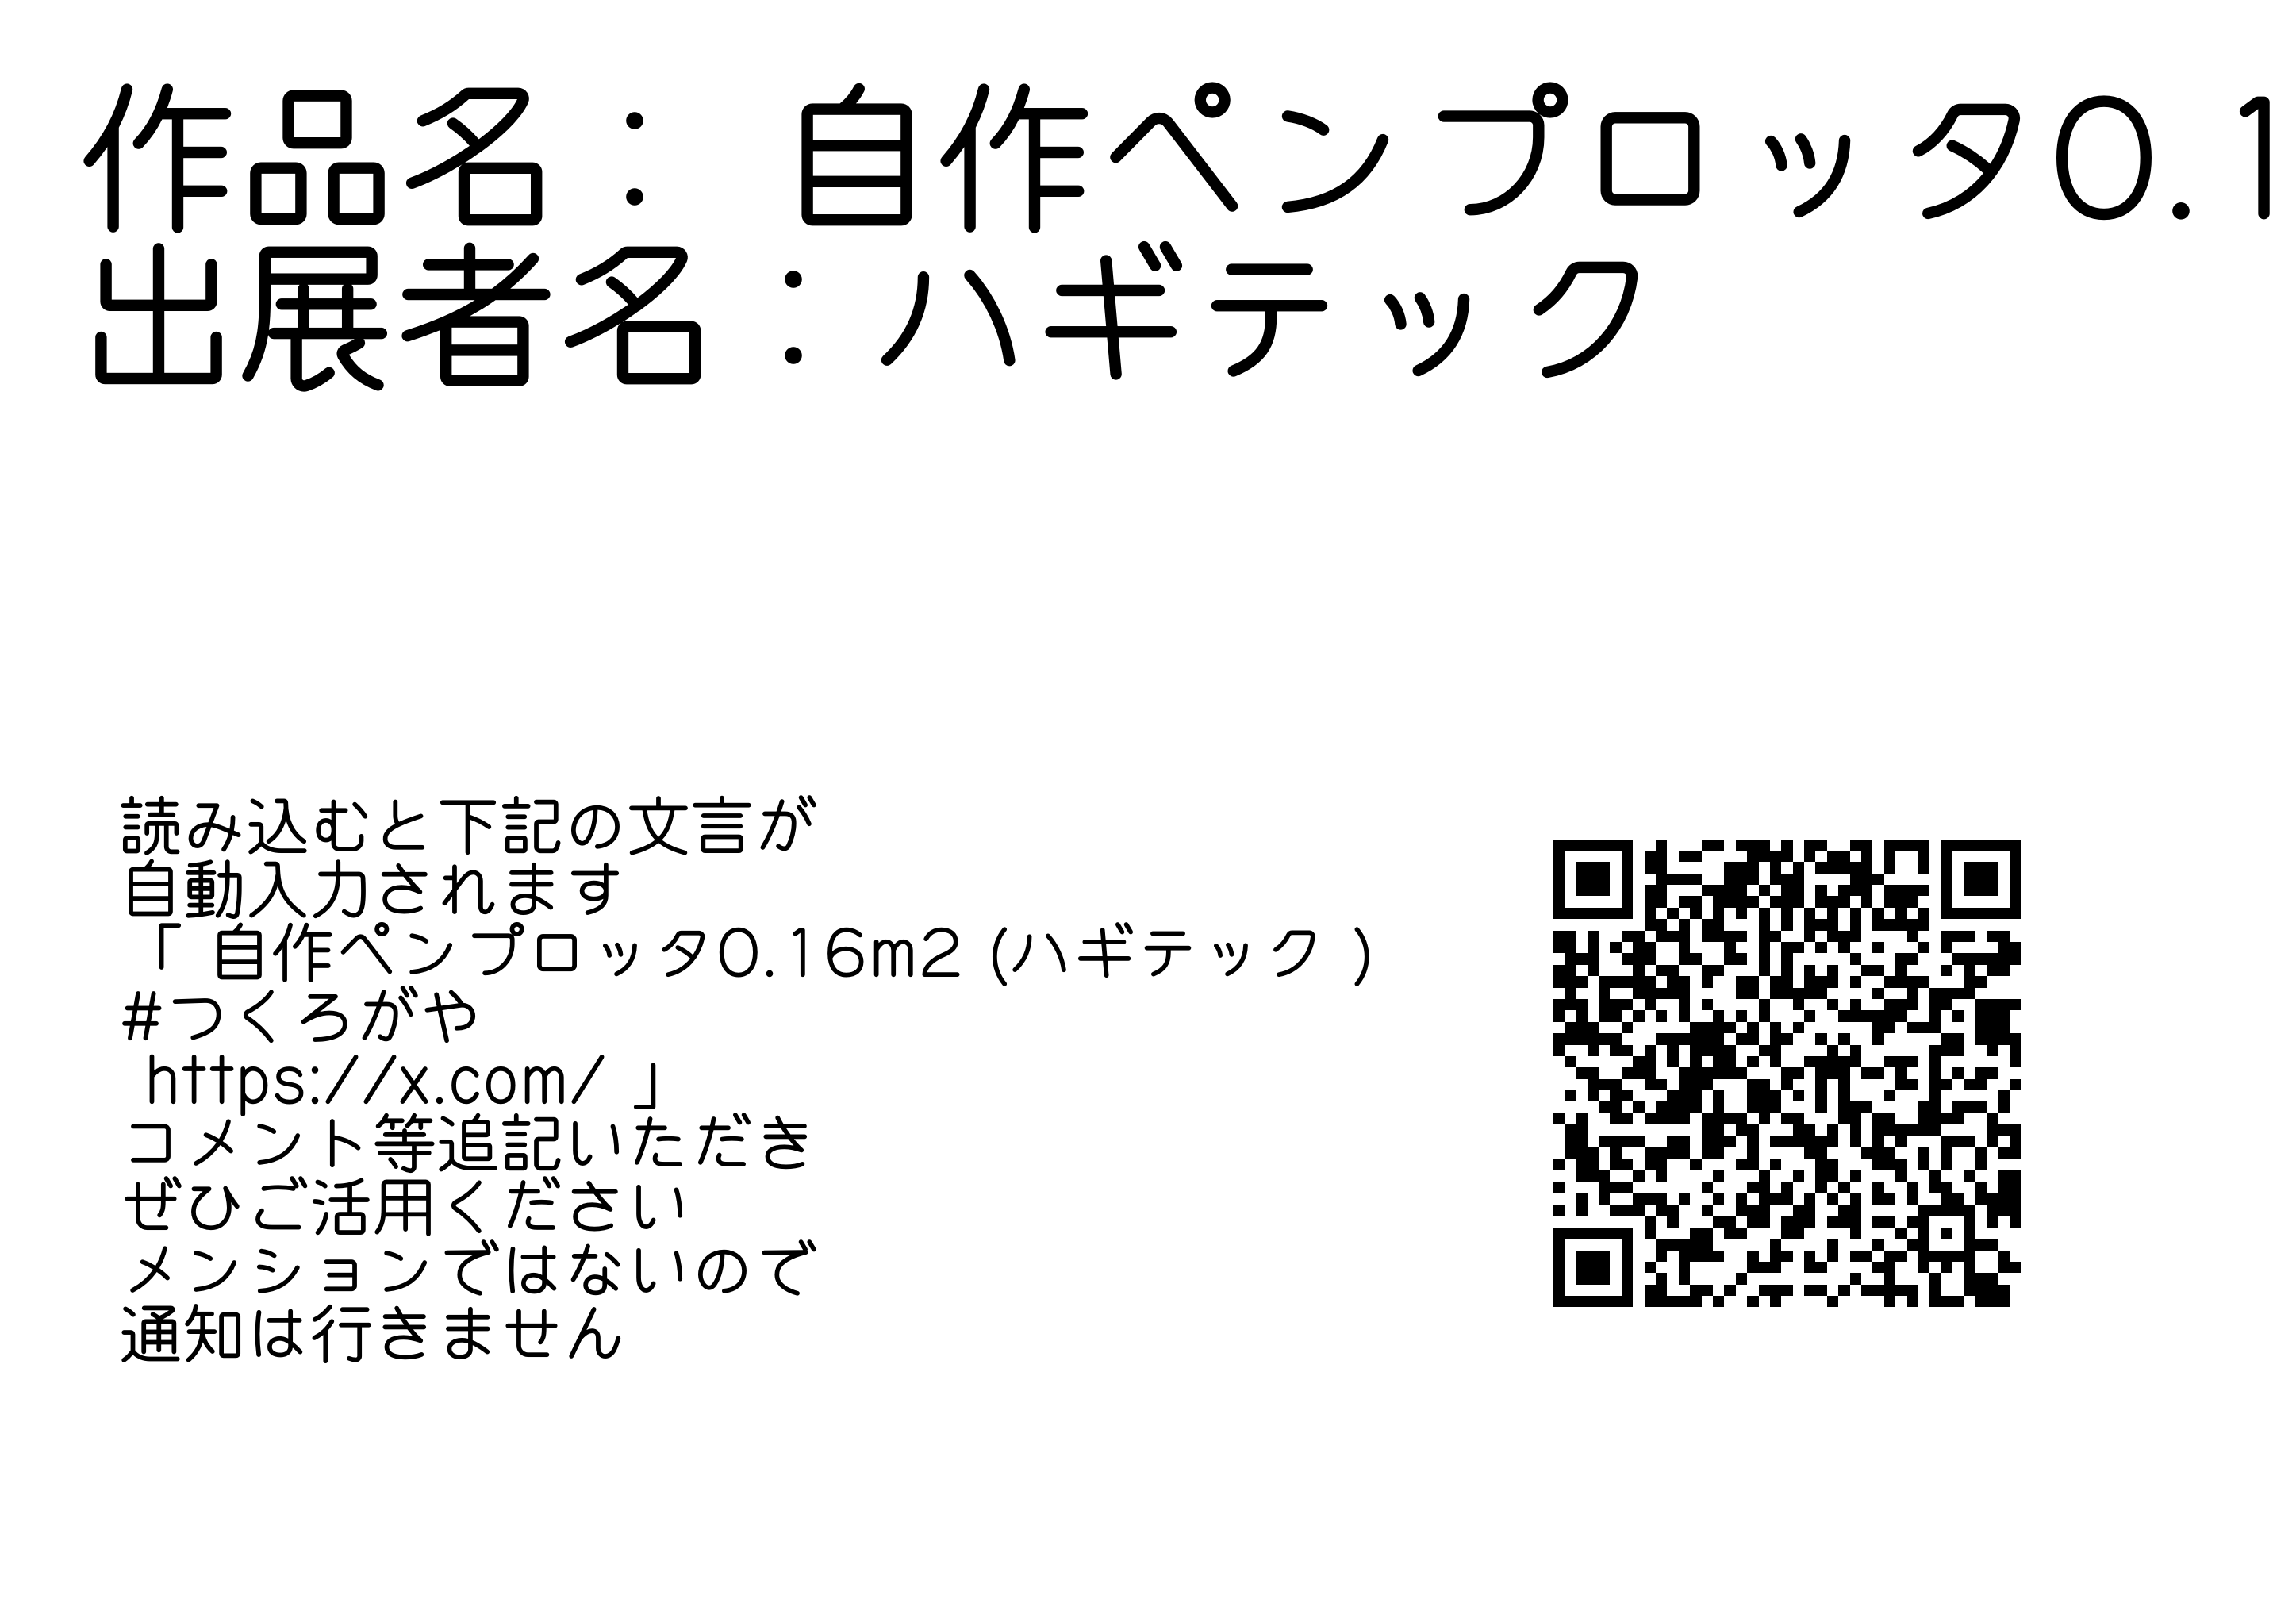 作品名： 自作ペンプロッタ0.1
出展者名：ハギテック
読み込むと下記の文言が
自動入力されます
「自作ペンプロッタ0.16m2（ハギテック）
#つくろがや
https://x.com/」
コメント等追記いただき
ぜひご活用ください
メンションではないので
通知は行きません